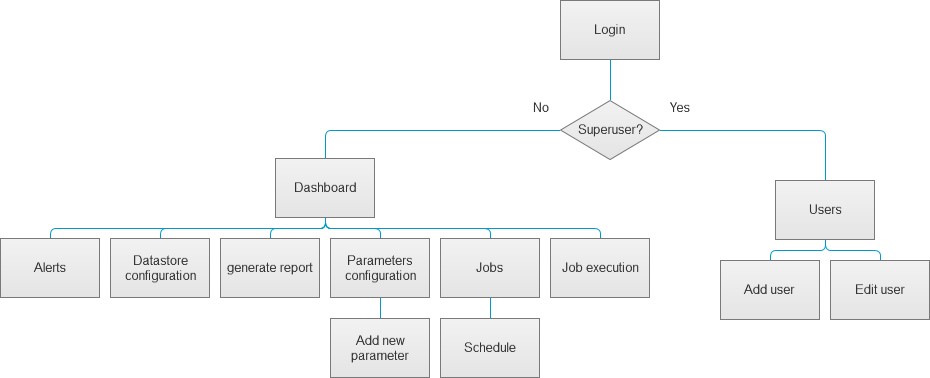 Login
No
Yes
Superuser?
Dashboard
Users
Alerts
Datastore
configuration
generate report
Parameters
configuration
Jobs
Job execution
Add user
Edit user
Add new
parameter
Schedule